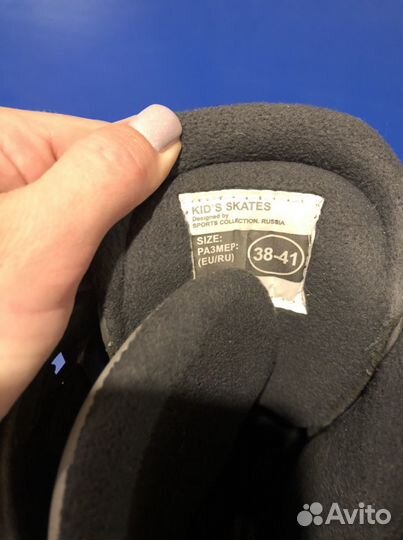 KID'S SKATES
Designed by
SPORTS COLLECTION. RUSSIA
SIZE:
РАЗМЕР:
(EU/RU)
38-41
Avito